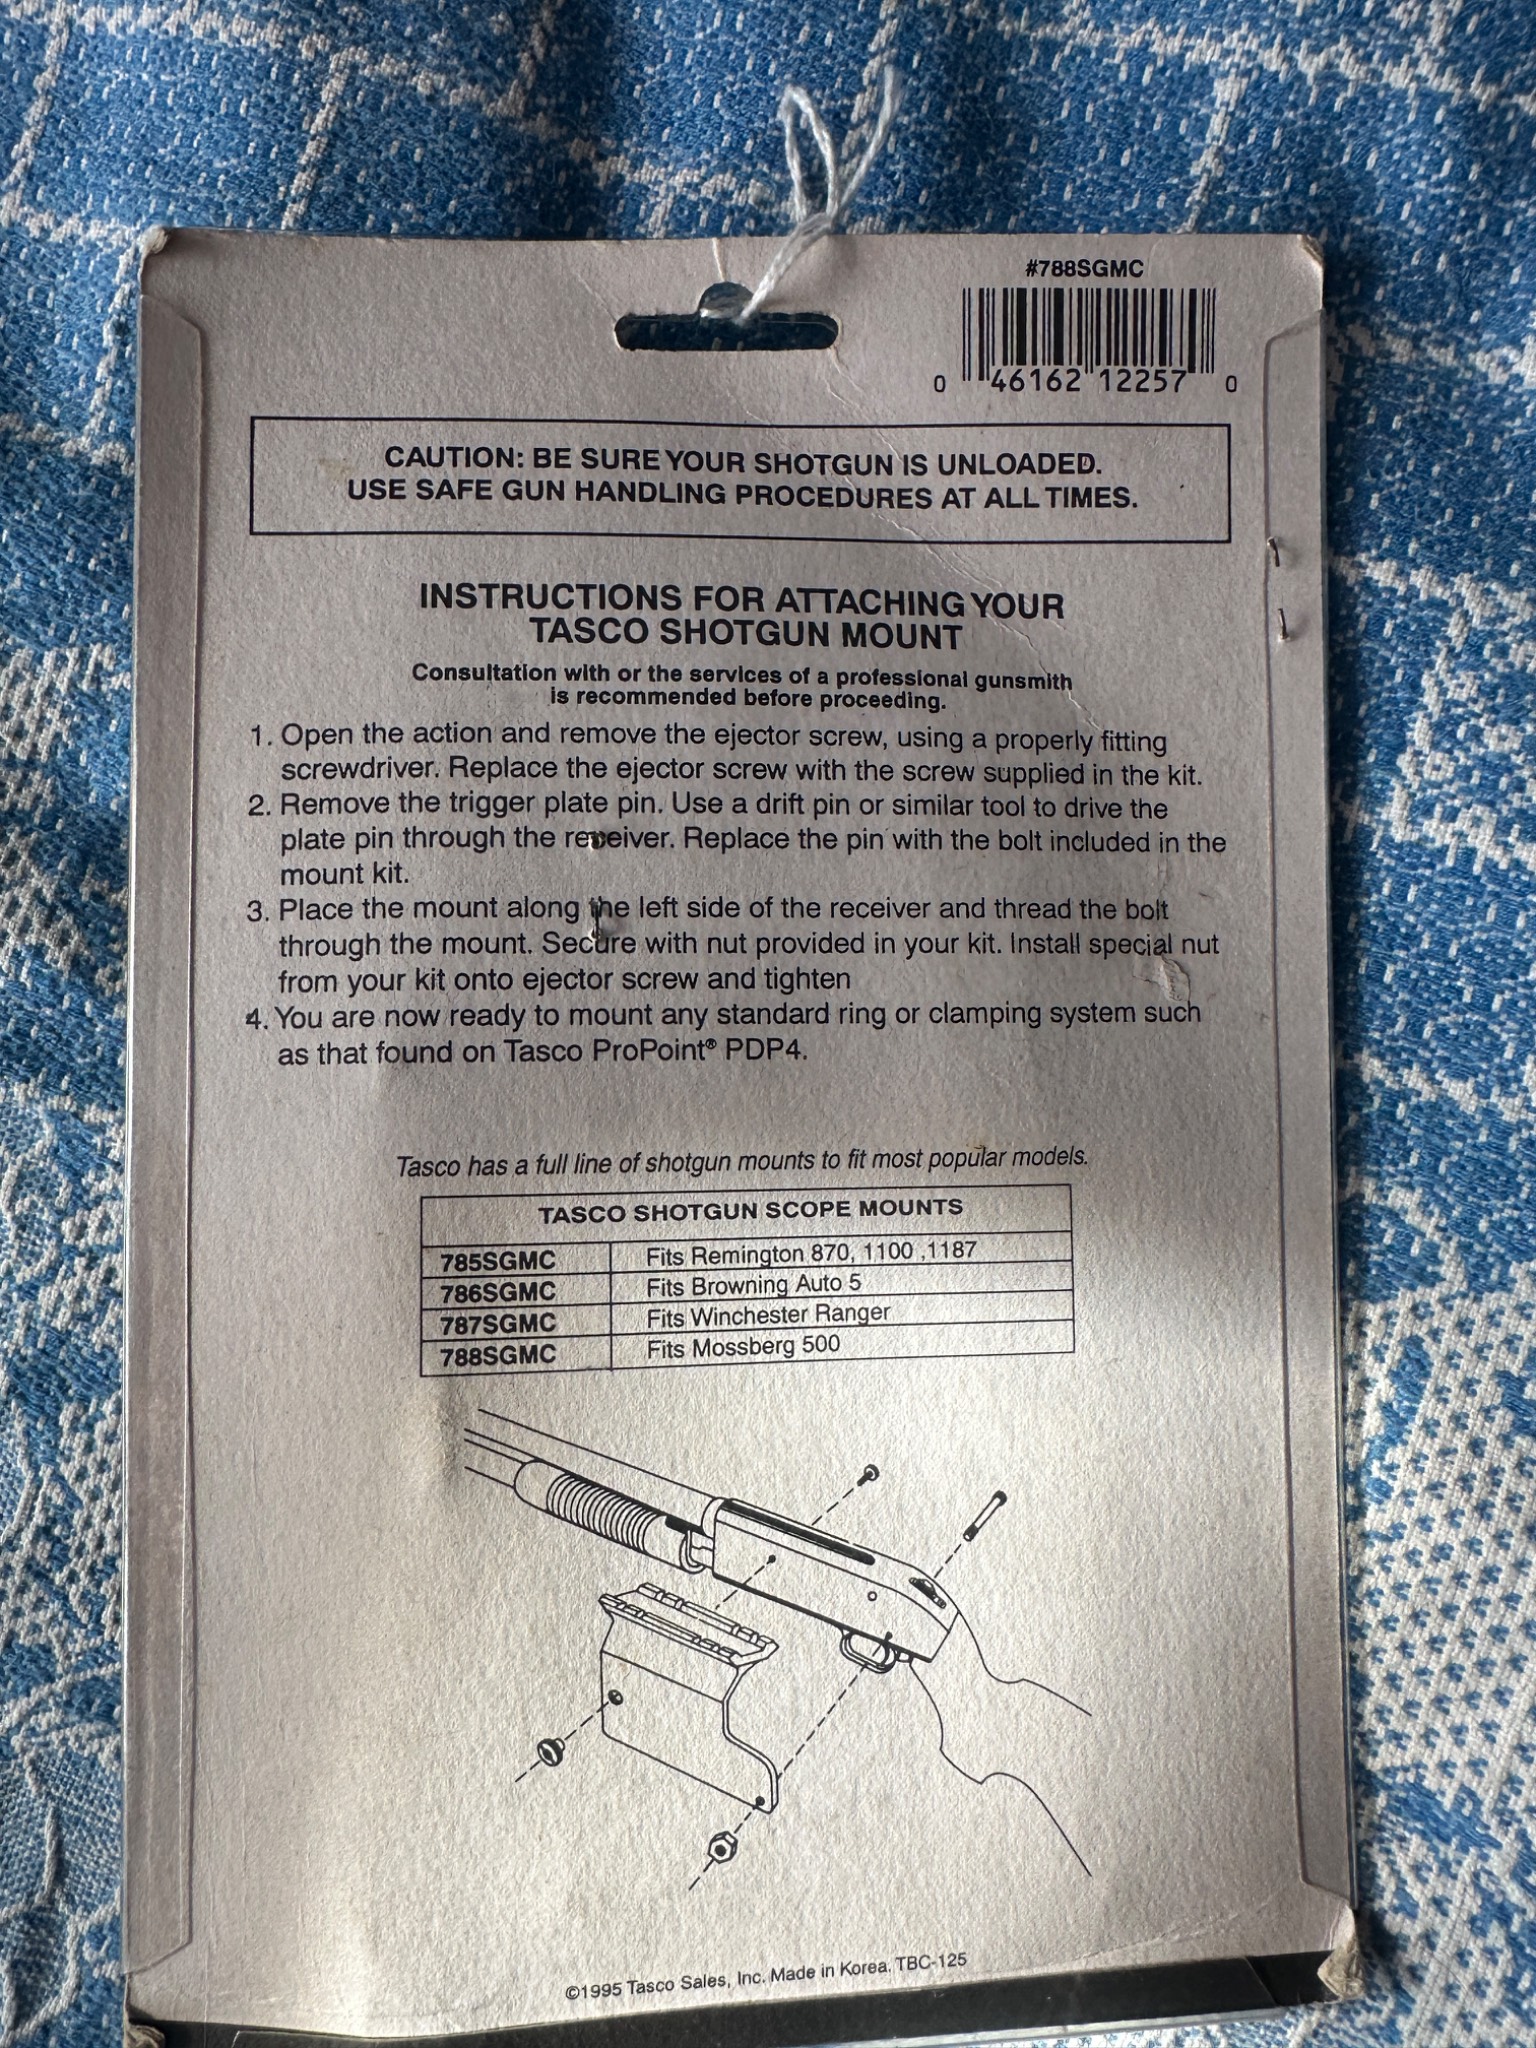 #788SGMC
0 46162 12257 0
CAUTION: BE SURE YOUR SHOTGUN IS UNLOADED.
USE SAFE GUN HANDLING PROCEDURES AT ALL TIMES.
INSTRUCTIONS FOR ATTACHING YOUR
TASCO SHOTGUN MOUNT
Consultation with or the services of a professional gunsmith
is recommended before proceeding.
1. Open the action and remove the ejector screw, using a properly fitting
screwdriver. Replace the ejector screw with the screw supplied in the kit.
2. Remove the trigger plate pin. Use a drift pin or similar tool to drive the
plate pin through the receiver. Replace the pin with the bolt included in the
mount kit.
3. Place the mount along the left side of the receiver and thread the bolt
through the mount. Secure with nut provided in your kit. Install special nut
from your kit onto ejector screw and tighten
4. You are now ready to mount any standard ring or clamping system such
as that found on Tasco ProPoint® PDP4.
Tasco has a full line of shotgun mounts to fit most popular models.
TASCO SHOTGUN SCOPE MOUNTS
785SGMC Fits Remington 870, 1100 ,1187
786SGMC Fits Browning Auto 5
787SGMC Fits Winchester Ranger
788SGMC Fits Mossberg 500
©1995 Tasco Sales, Inc. Made in Korea. TBC-125